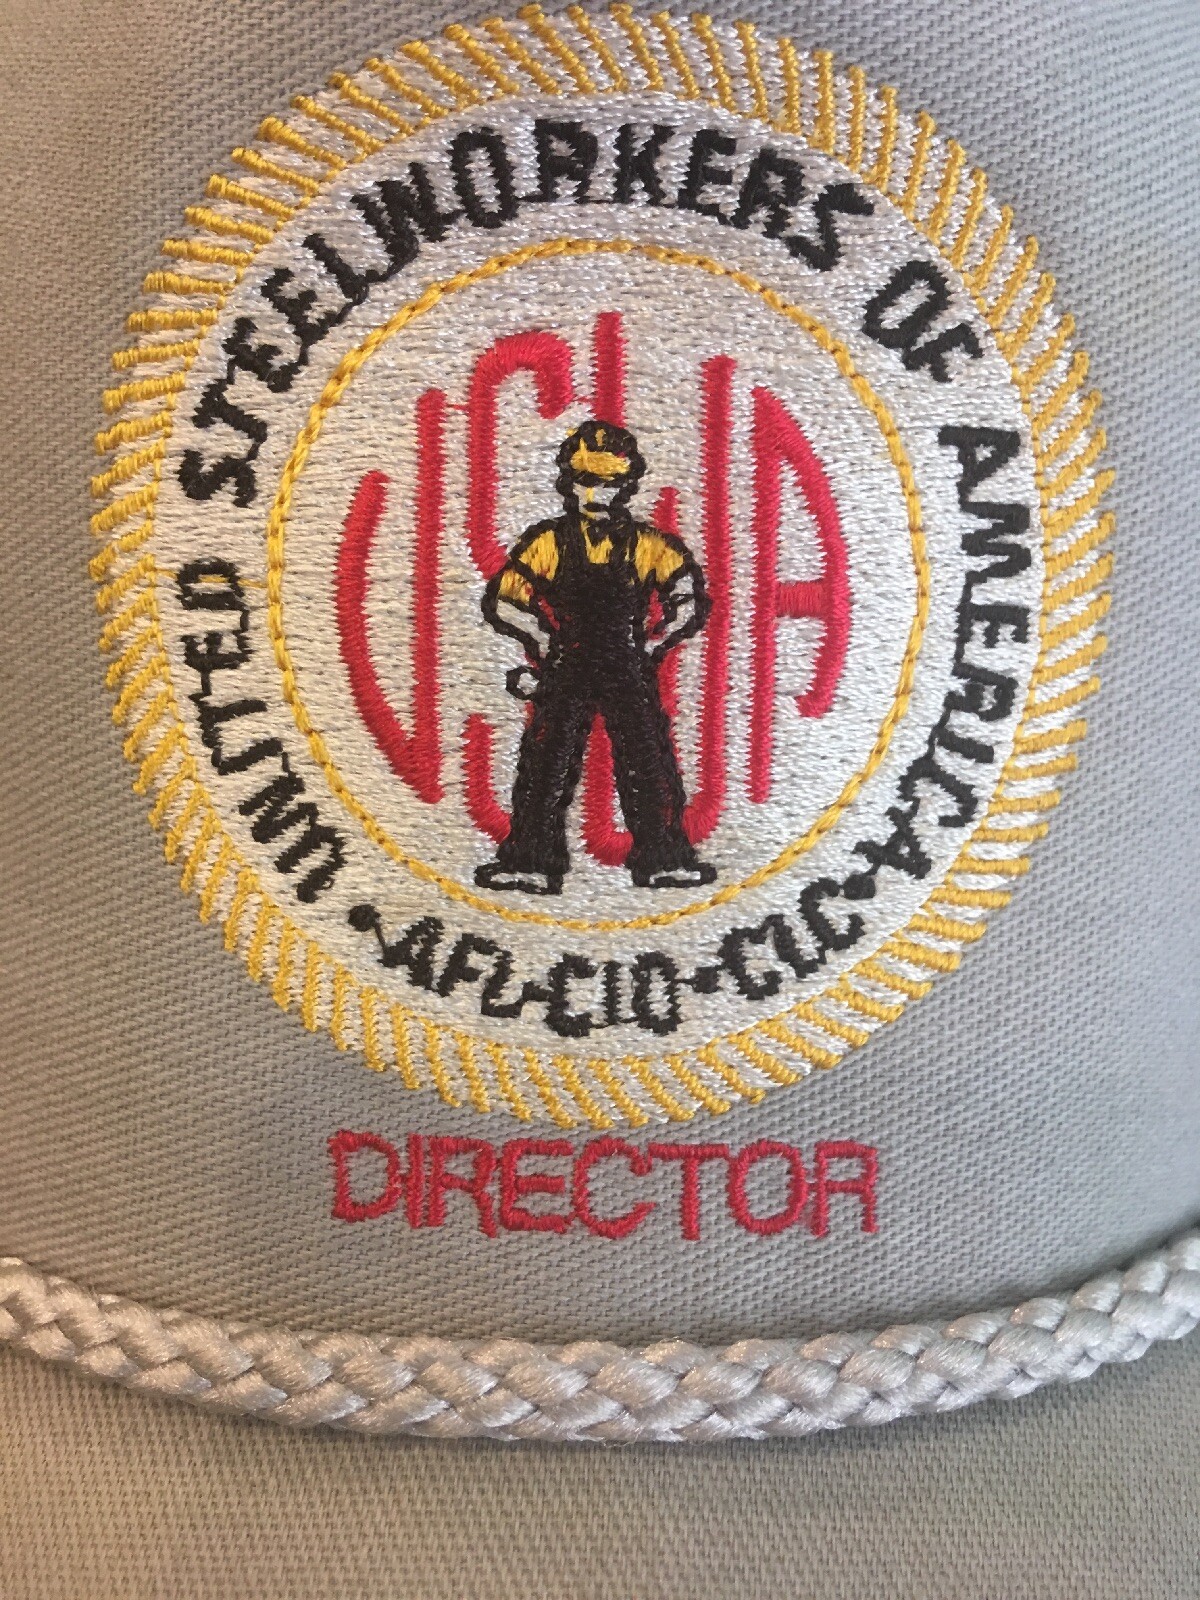 UNITED STEELWORKERS OF AMERICA
• AFL-CIO-CLC •
USWA
DIRECTOR